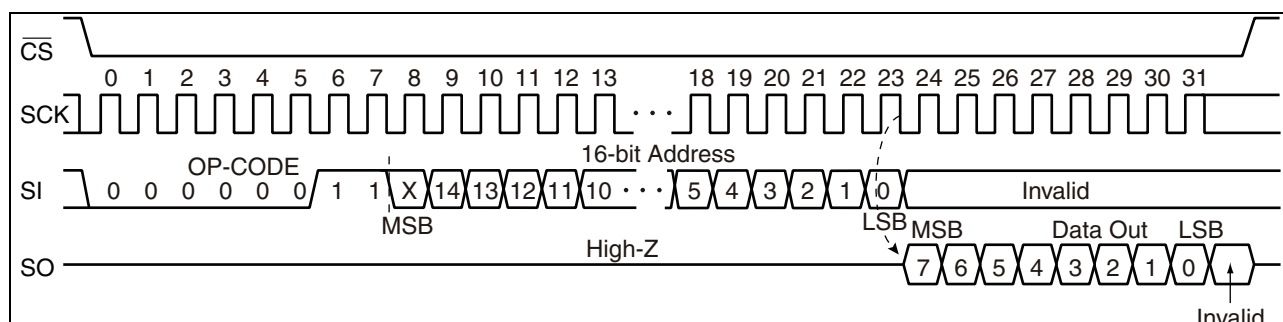 CS
0 1 2 3 4 5 6 7 8 9 10 11 12 13 18 19 20 21 22 23 24 25 26 27 28 29 30 31
SCK
OP-CODE
16-bit Address
SI 0 0 0 0 0 0 1 1 X 14 13 12 11 10 5 4 3 2 1 0 Invalid
MSB LSB MSB Data Out LSB
High-Z
SO 7 6 5 4 3 2 1 0
Invalid